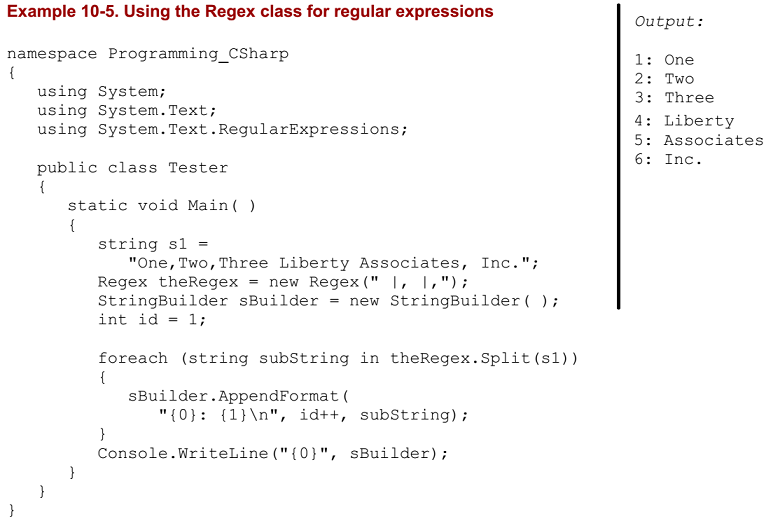 Example 10-5. Using the Regex class for regular expressions
namespace Programming_CSharp
{
   using System;
   using System.Text;
   using System.Text.RegularExpressions;

   public class Tester
   {
      static void Main( )
      {
         string s1 =
            "One,Two,Three Liberty Associates, Inc.";
         Regex theRegex = new Regex(" |, |,");
         StringBuilder sBuilder = new StringBuilder( );
         int id = 1;

         foreach (string subString in theRegex.Split(s1))
         {
            sBuilder.AppendFormat(
               "{0}: {1}\n", id++, subString);
         }
         Console.WriteLine("{0}", sBuilder);
      }
   }
}
Output:
1: One
2: Two
3: Three
4: Liberty
5: Associates
6: Inc.